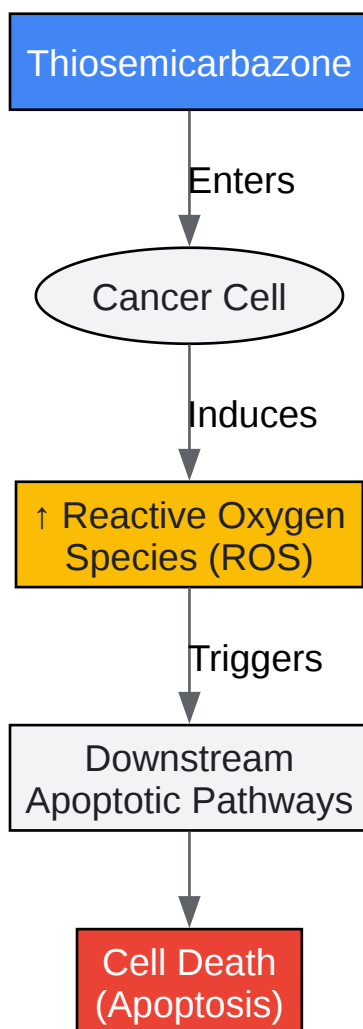 Thiosemicarbazone
Enters
Cancer Cell
Induces
↑ Reactive Oxygen
Species (ROS)
Triggers
Downstream
Apoptotic Pathways
Cell Death
(Apoptosis)